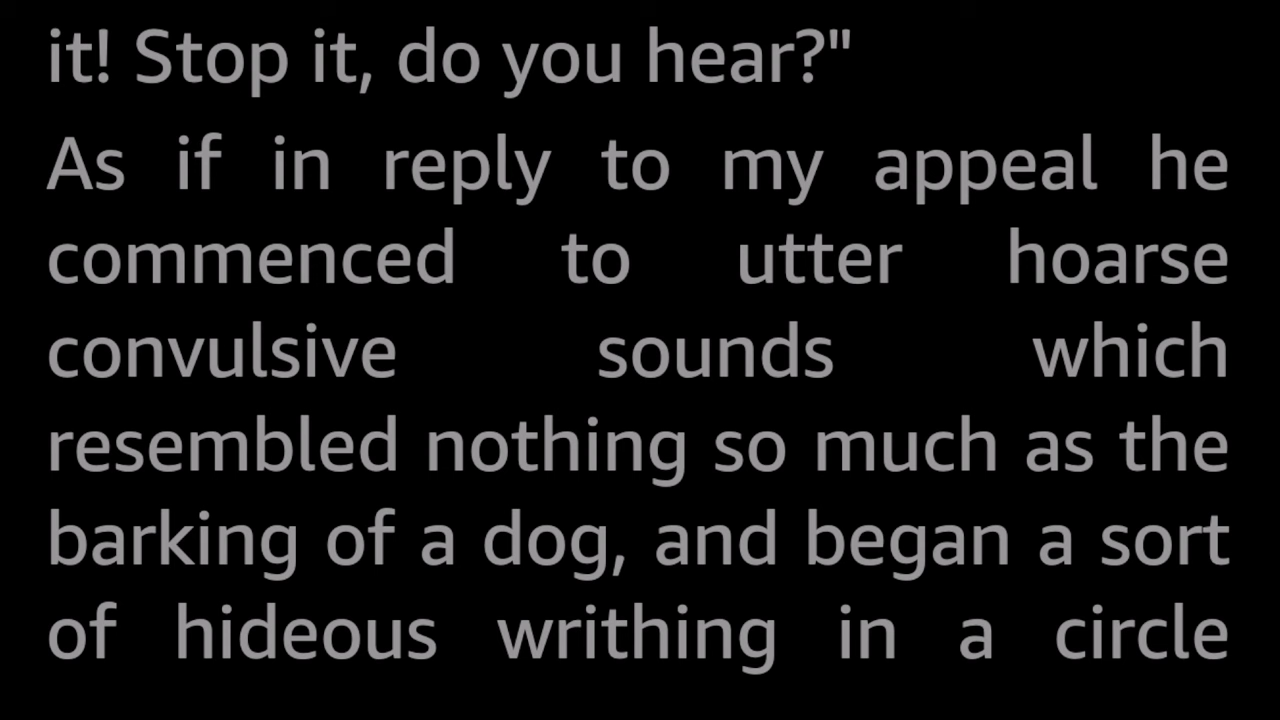 it! Stop it, do you hear?"
As if in reply to my appeal he
commenced to utter hoarse
convulsive sounds which
resembled nothing so much as the
barking of a dog, and began a sort
of hideous writhing in a circle